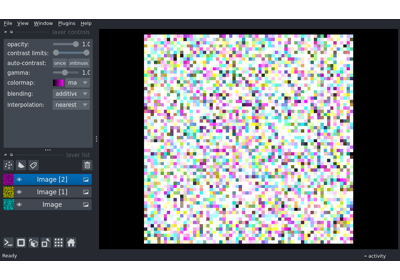 File View Window Plugins Help
layer controls
opacity: 1.0
contrast limits:
auto-contrast: once
gamma: 1.0
colormap: ma
blending: additive
interpolation: nearest
layer list
Image [2]
Image [1]
Image
Ready activity